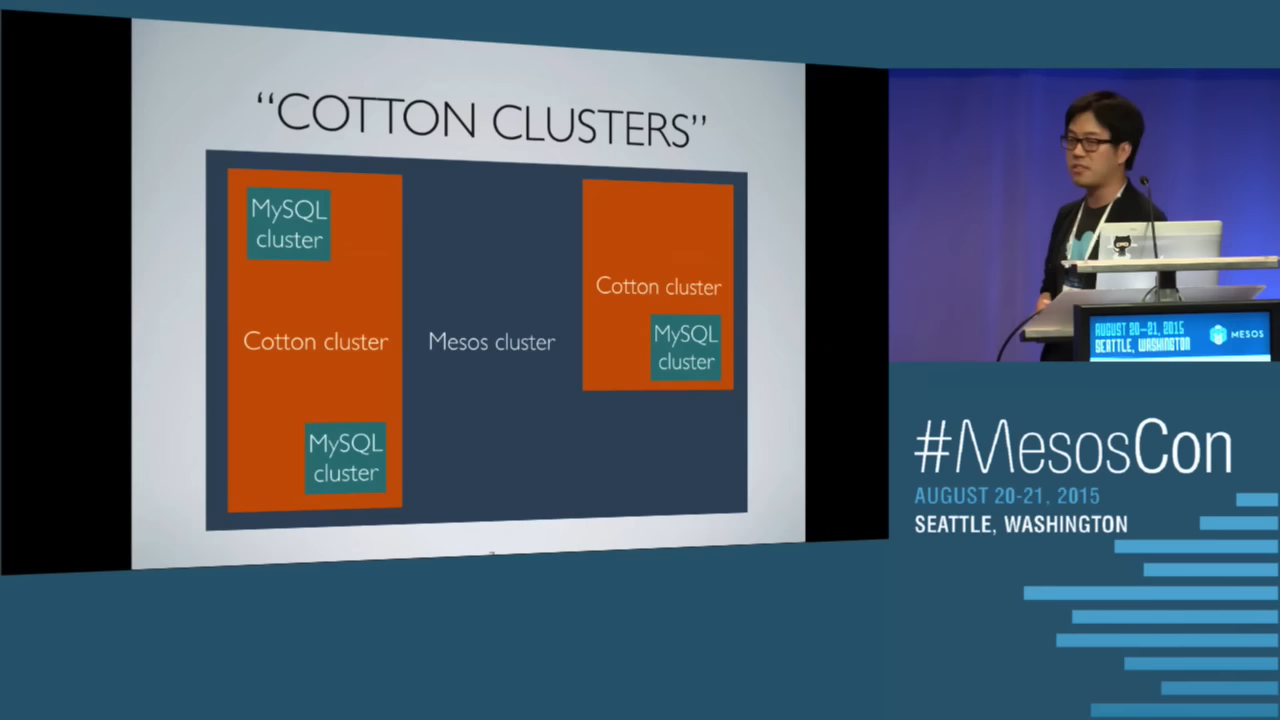 “COTTON CLUSTERS”
MySQL
cluster
Cotton cluster
MySQL
cluster
Mesos cluster
Cotton cluster
MySQL
cluster
AUGUST 20–21, 2015
SEATTLE, WASHINGTON
MESOS
#MesosCon
AUGUST 20-21, 2015
SEATTLE, WASHINGTON